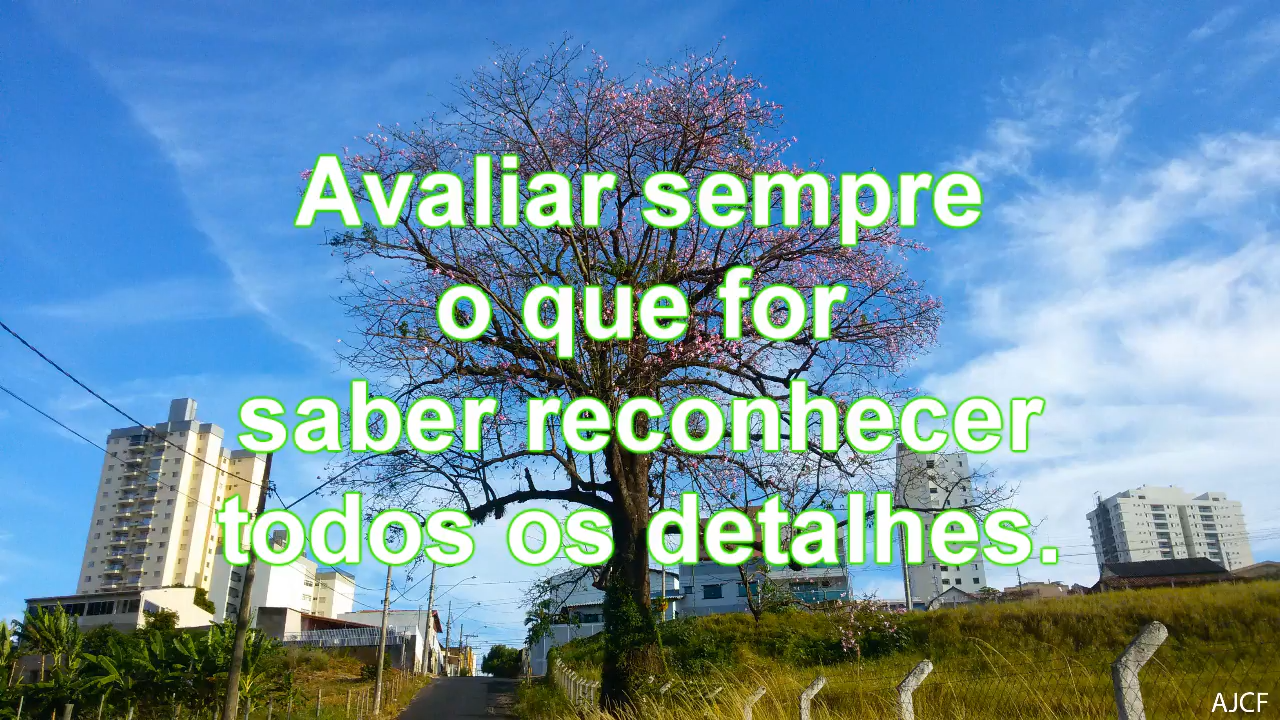 Avaliar sempre
o que for
saber reconhecer
todos os detalhes.
AJCF